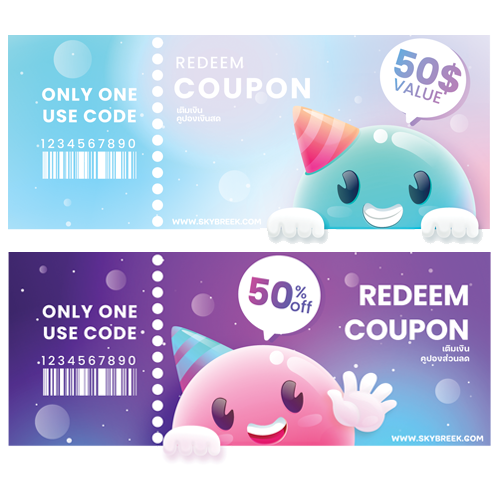 ONLY ONE
USE CODE
1234567890
REDEEM
COUPON
เติมเงิน
คูปองเงินสด
50$
VALUE
WWW.SKYBREEK.COM
ONLY ONE
USE CODE
1234567890
50%
off
REDEEM
COUPON
เติมเงิน
คูปองส่วนลด
WWW.SKYBREEK.COM